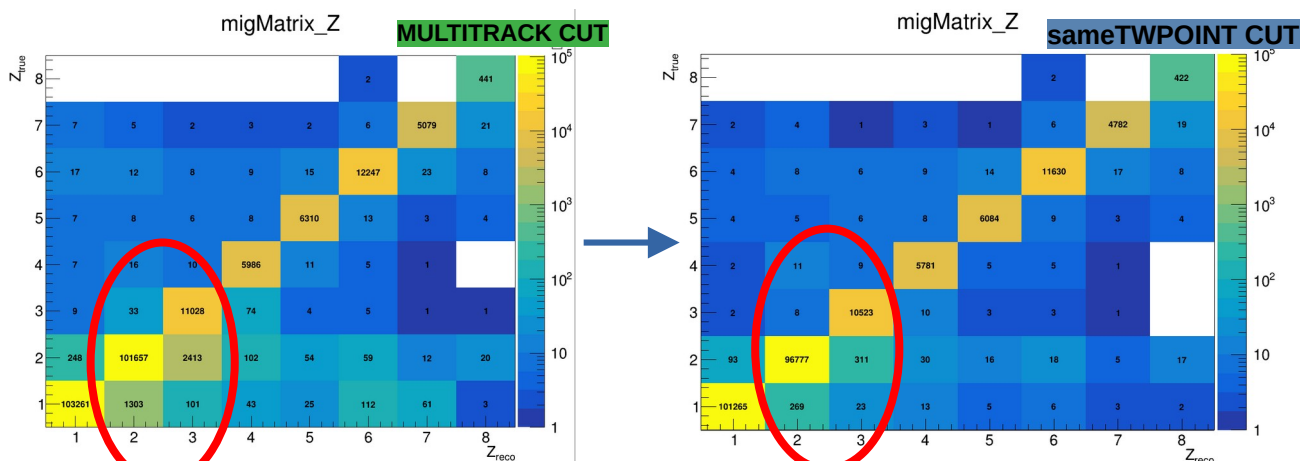 migMatrix_Z
MULTITRACK CUT
Z true
8 2 441
7 7 5 2 3 2 6 5079 21
6 17 12 8 9 15 12247 23 8
5 7 8 6 8 6310 13 3 4
4 7 16 10 5986 11 5 1
3 9 33 11028 74 4 5 1 1
2 248 101657 2413 102 54 59 12 20
1 103261 1303 101 43 25 112 61 3
1 2 3 4 5 6 7 8
Z reco
10^5
10^4
10^3
10^2
10
1
migMatrix_Z
sameTWPOINT CUT
Z true
8 2 422
7 2 4 1 3 1 6 4782 19
6 4 8 6 9 14 11630 17 8
5 4 5 6 8 6084 9 3 4
4 2 11 9 5781 5 5 1
3 2 8 10523 10 3 3 1
2 93 96777 311 30 16 18 5 17
1 101265 269 23 13 5 6 3 2
1 2 3 4 5 6 7 8
Z reco
10^5
10^4
10^3
10^2
10
1